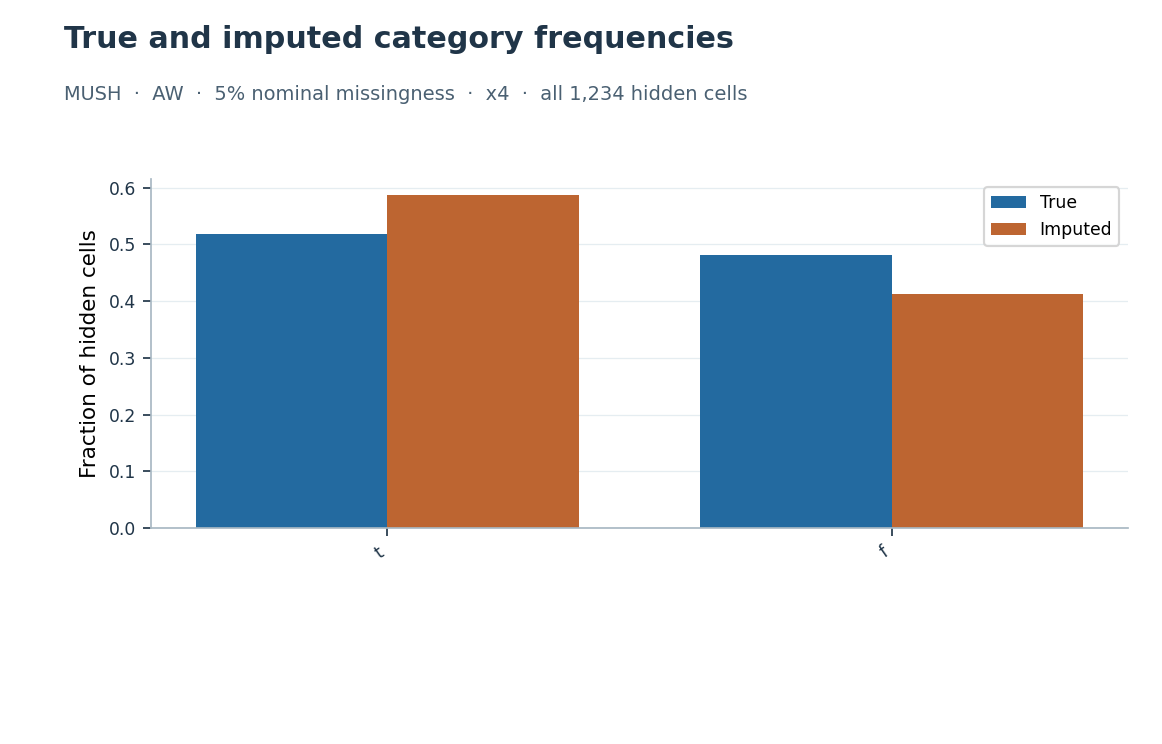 True and imputed category frequencies
MUSH · AW · 5% nominal missingness · x4 · all 1,234 hidden cells
Fraction of hidden cells
0.6
0.5
0.4
0.3
0.2
0.1
0.0
True
Imputed
t
f